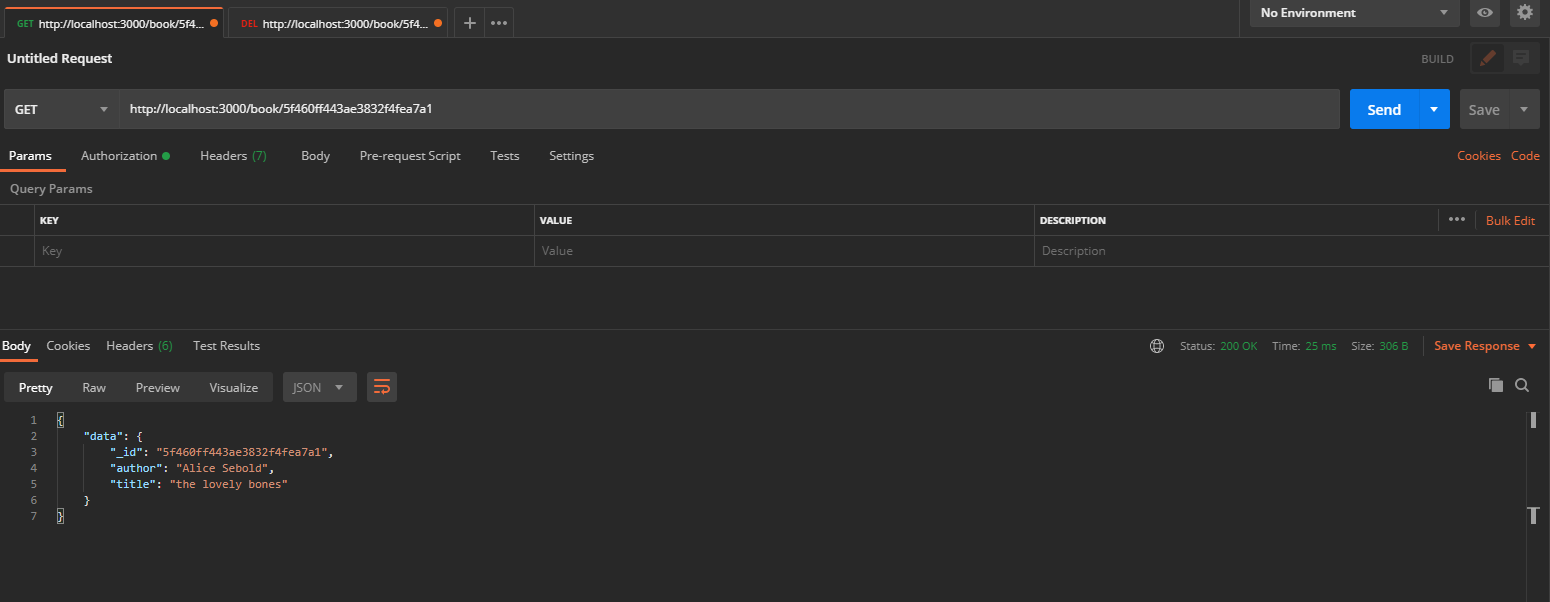 GET http://localhost:3000/book/5f4... DEL http://localhost:3000/book/5f4... + ••• No Environment
Untitled Request BUILD
GET http://localhost:3000/book/5f460ff443ae3832f4fea7a1 Send Save
Params Authorization Headers (7) Body Pre-request Script Tests Settings Cookies Code
Query Params
KEY VALUE DESCRIPTION ••• Bulk Edit
Key Value Description
Body Cookies Headers (6) Test Results Status: 200 OK Time: 25 ms Size: 306 B Save Response
Pretty Raw Preview Visualize JSON
1 {
2 "data": {
3 "_id": "5f460ff443ae3832f4fea7a1",
4 "author": "Alice Sebold",
5 "title": "the lovely bones"
6 }
7 }